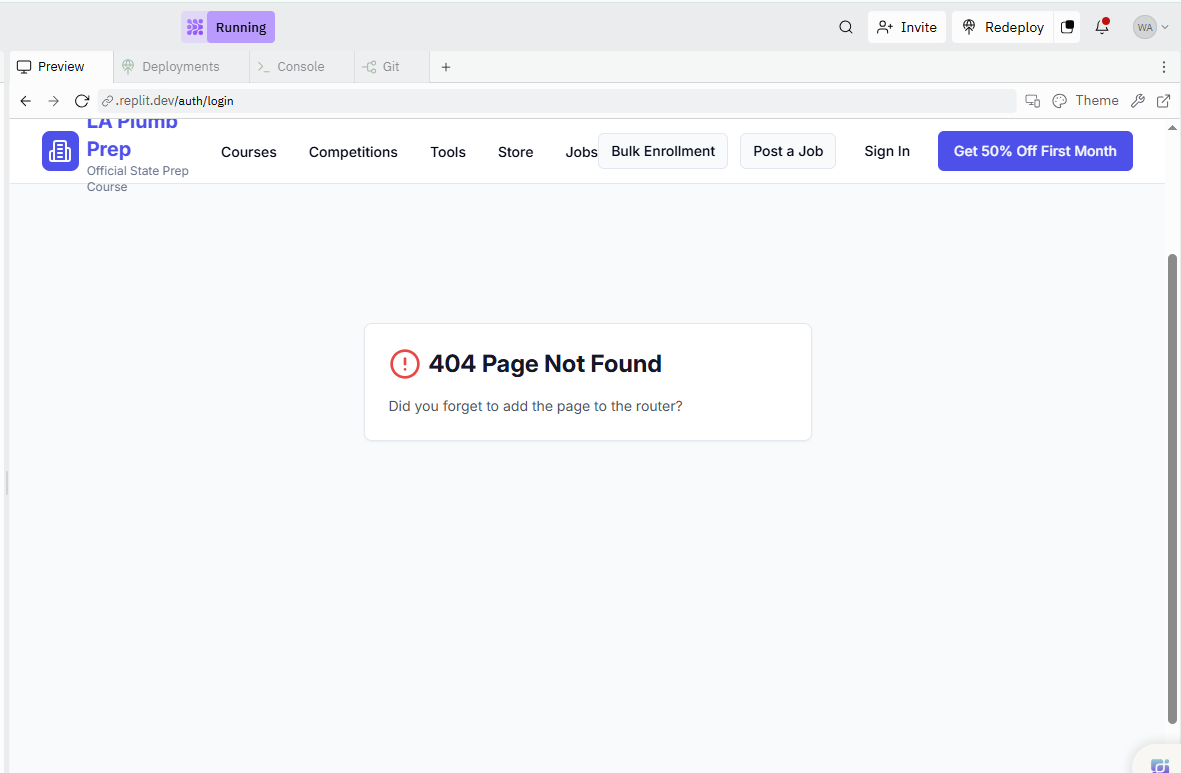 Running
Invite
Redeploy
WA
Preview
Deployments
Console
Git
.replit.dev/auth/login
Theme
LA Plumb
Prep
Official State Prep
Course
Courses
Competitions
Tools
Store
Jobs
Bulk Enrollment
Post a Job
Sign In
Get 50% Off First Month
404 Page Not Found
Did you forget to add the page to the router?